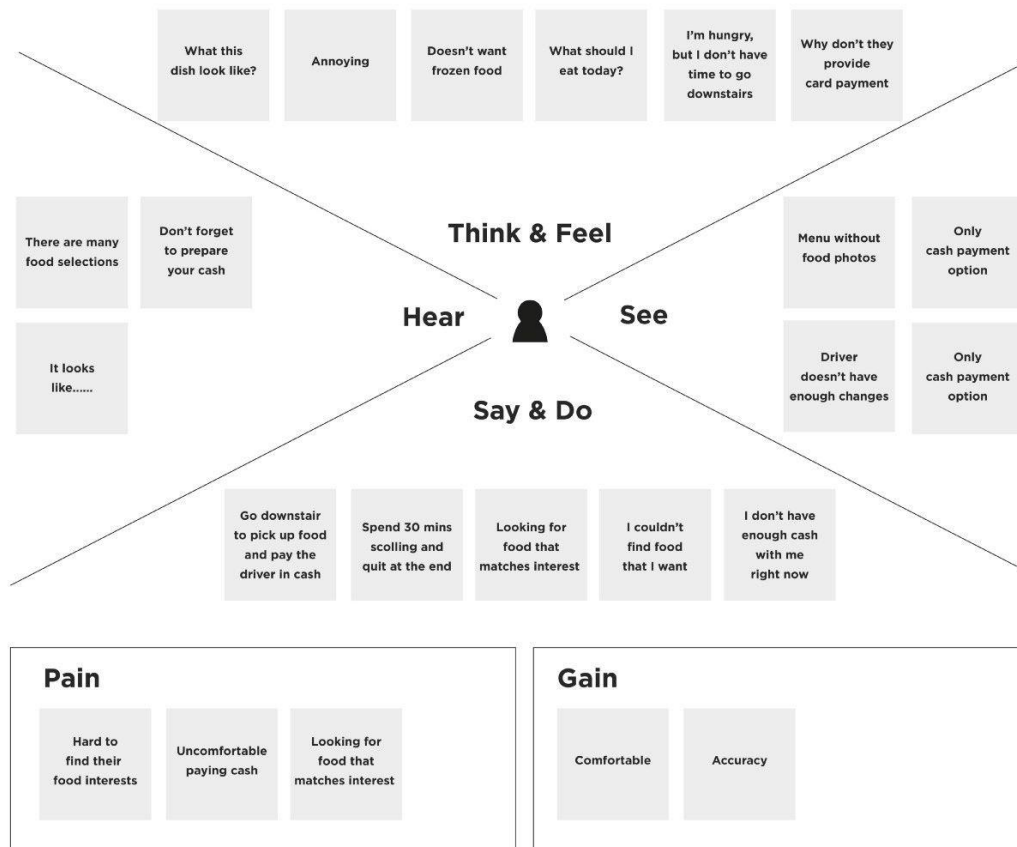 What this
dish look like?
Annoying
Doesn't want
frozen food
What should I
eat today?
I'm hungry,
but I don't have
time to go
downstairs
Why don't they
provide
card payment
Think & Feel
Hear
There are many
food selections
Don't forget
to prepare
your cash
It looks
like......
See
Menu without
food photos
Only
cash payment
option
Driver
doesn't have
enough changes
Only
cash payment
option
Say & Do
Go downstair
to pick up food
and pay the
driver in cash
Spend 30 mins
scolling and
quit at the end
Looking for
food that
matches interest
I couldn't
find food
that I want
I don't have
enough cash
with me
right now
Pain
Hard to
find their
food interests
Uncomfortable
paying cash
Looking for
food that
matches interest
Gain
Comfortable
Accuracy